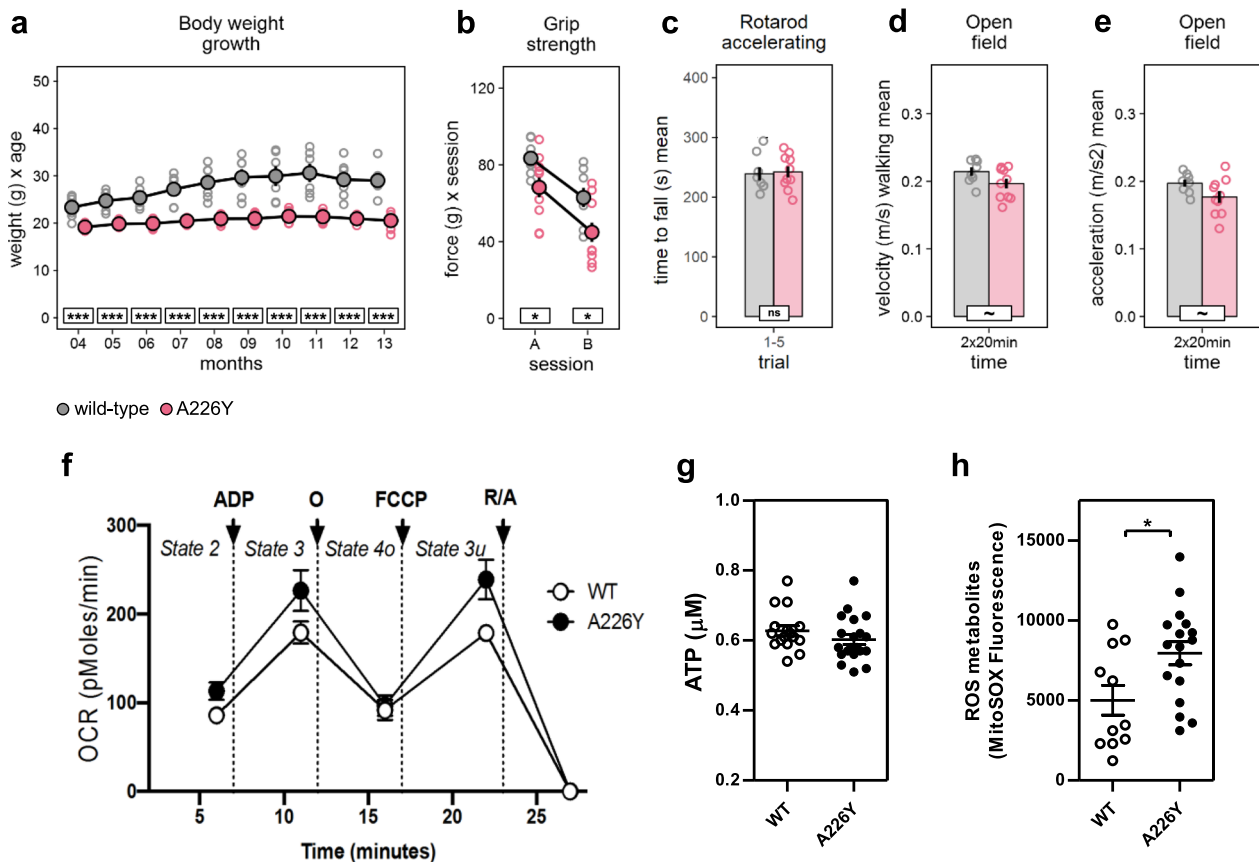 a
Body weight
growth
weight (g) x age
50
40
30
20
10
0
*** *** *** *** *** *** *** *** *** ***
04 05 06 07 08 09 10 11 12 13
months
b
Grip
strength
force (g) x session
120
80
40
0
* *
A B
session
c
Rotarod
accelerating
time to fall (s) mean
400
300
200
100
0
ns
1-5
trial
d
Open
field
velocity (m/s) walking mean
0.3
0.2
0.1
0.0
~
2x20min
time
e
Open
field
acceleration (m/s2) mean
0.3
0.2
0.1
0.0
~
2x20min
time
wild-type A226Y
f
ADP O FCCP R/A
State 2 State 3 State 4o State 3u
OCR (pMoles/min)
300
200
100
0
WT
A226Y
5 10 15 20 25
Time (minutes)
g
ATP (μM)
1.0
0.8
0.6
0.4
0.2
WT A226Y
h
ROS metabolites
(MitoSOX Fluorescence)
*
15000
10000
5000
0
WT A226Y